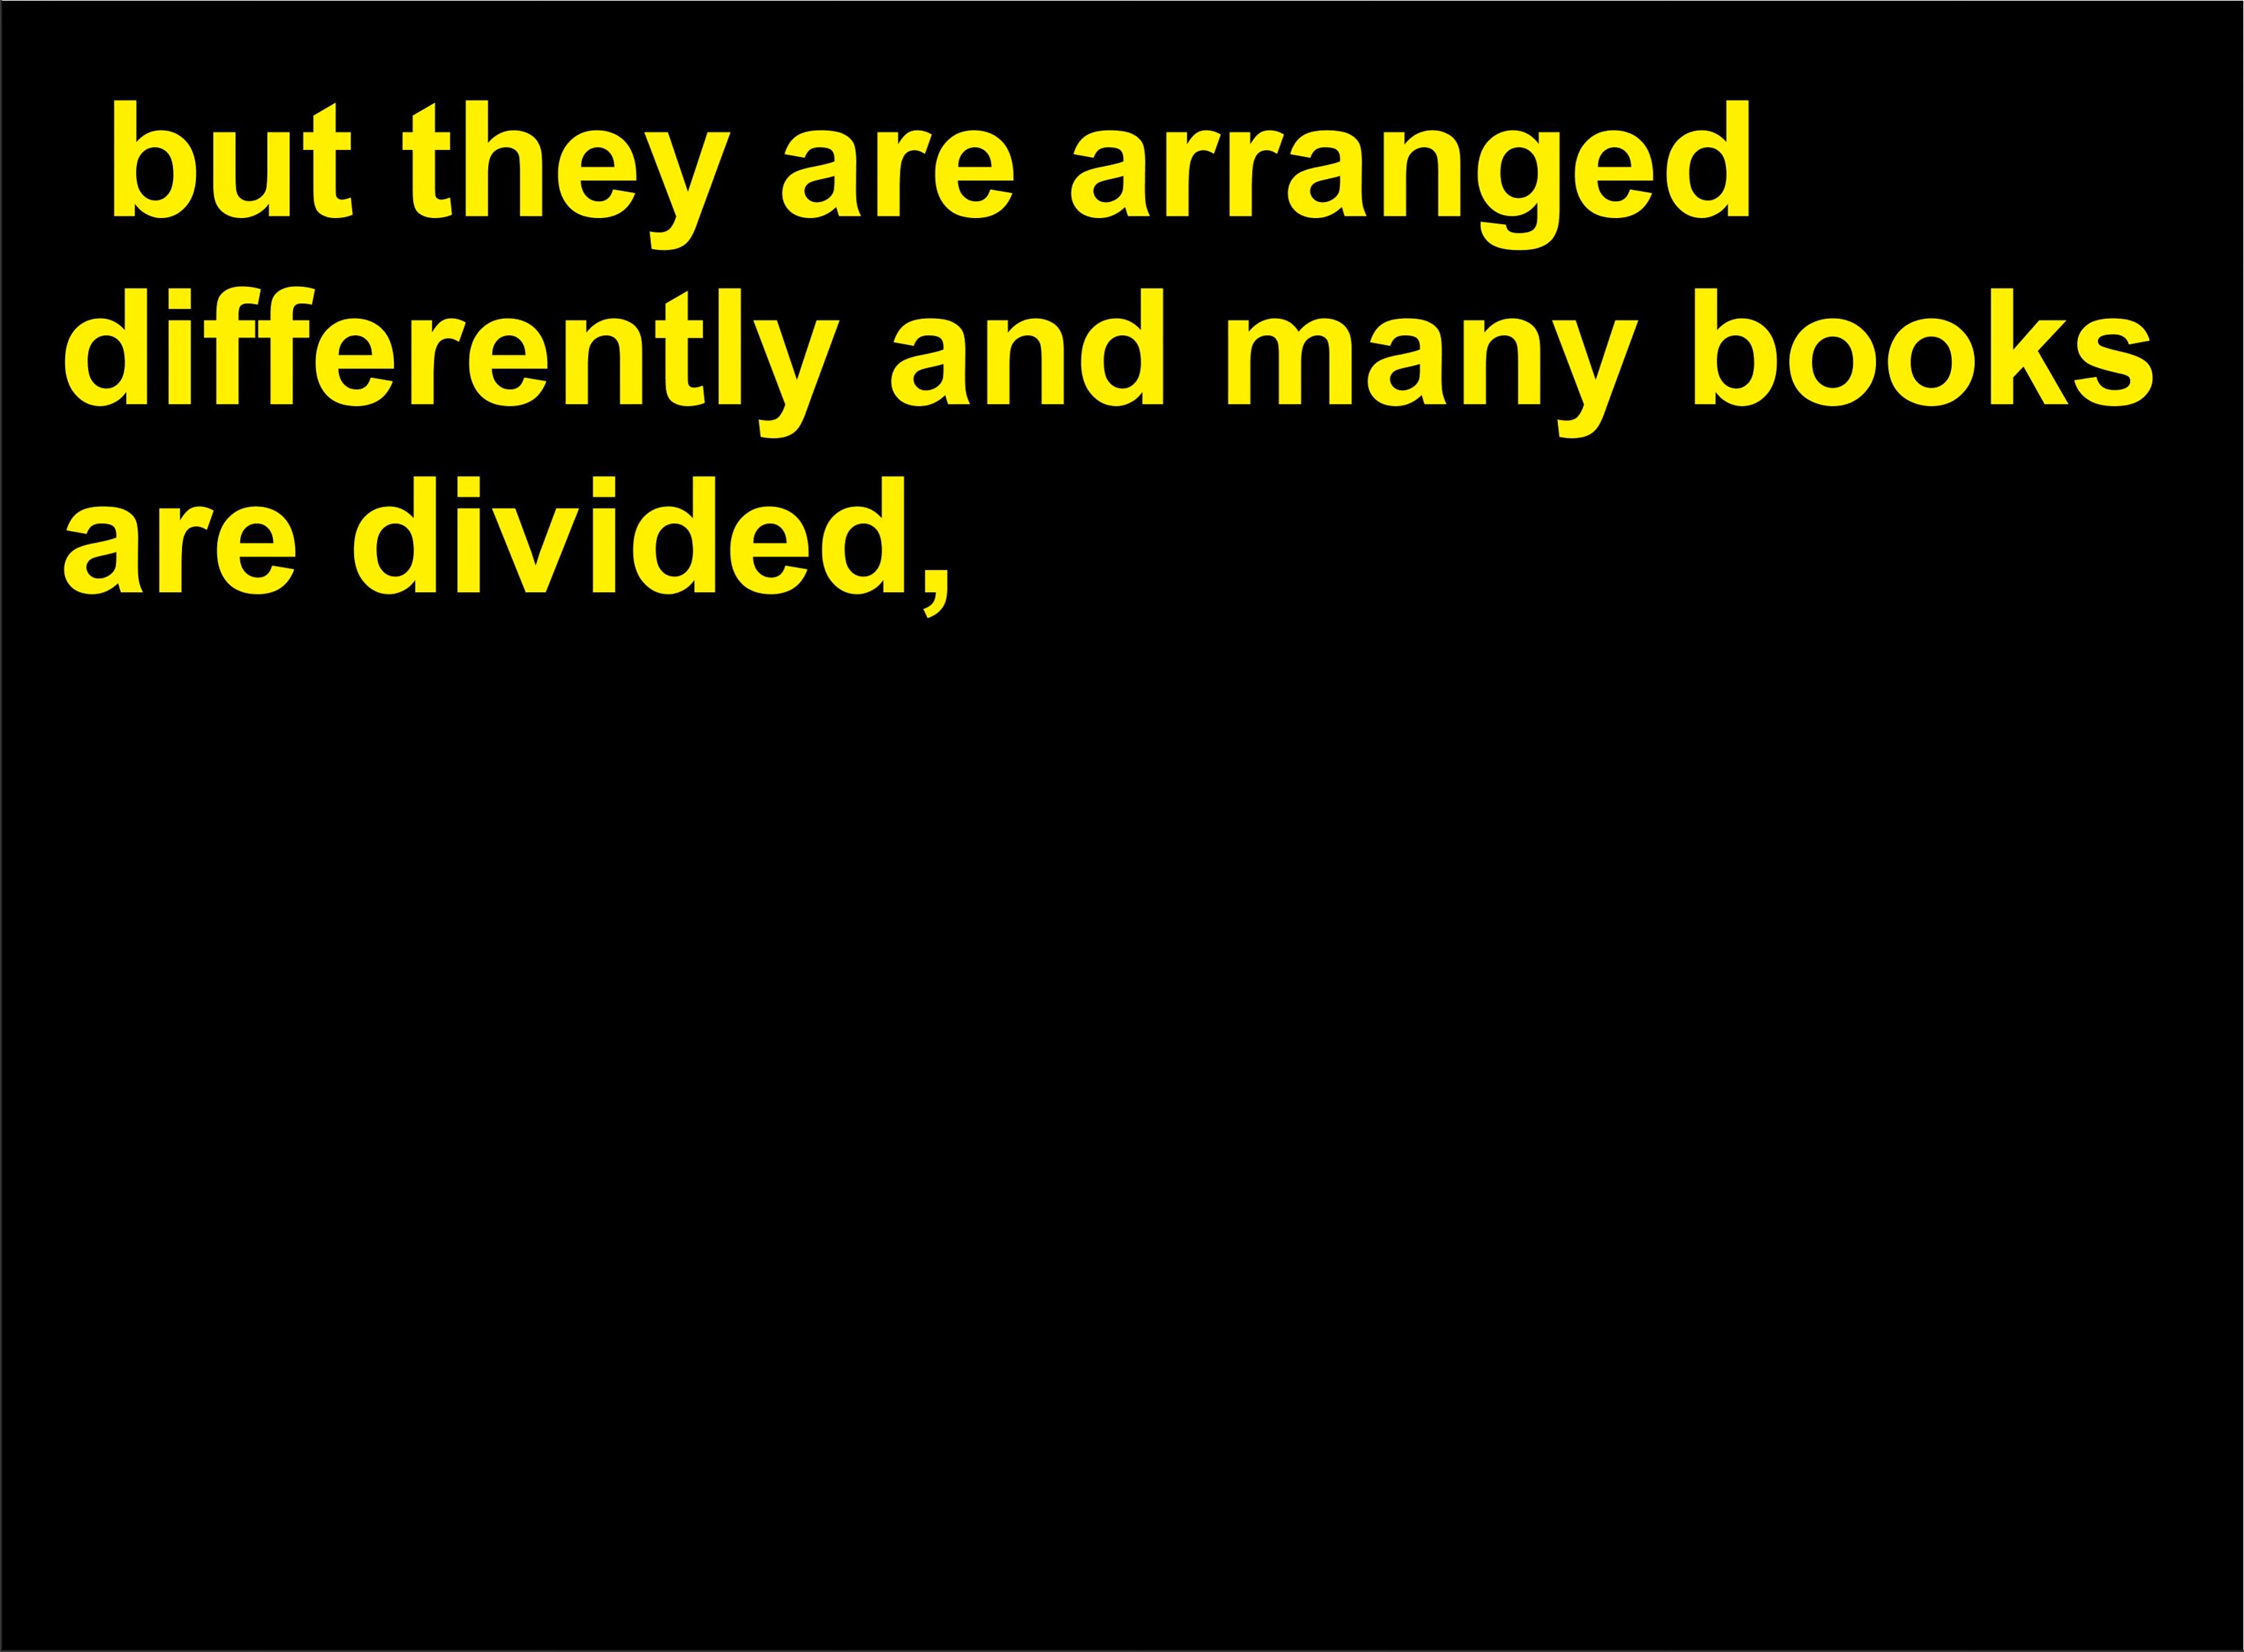 but they are arranged
differently and many books
are divided,